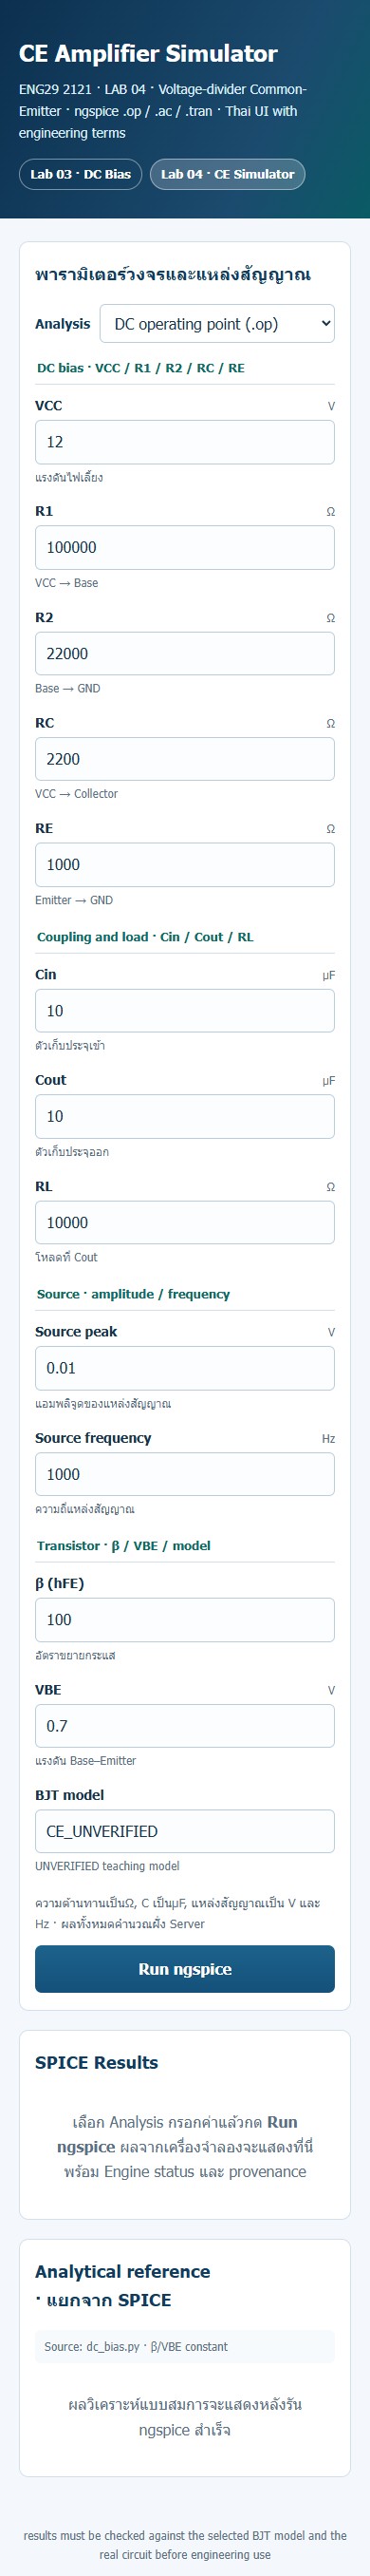 CE Amplifier Simulator
ENG29 2121 · LAB 04 · Voltage-divider Common-
Emitter · ngspice .op / .ac / .tran · Thai UI with
engineering terms
Lab 03 · DC Bias
Lab 04 · CE Simulator
พารามิเตอร์วงจรและแหล่งสัญญาณ
Analysis
DC operating point (.op)
DC bias · VCC / R1 / R2 / RC / RE
VCC V
12
แรงดันไฟเลี้ยง
R1 Ω
100000
VCC → Base
R2 Ω
22000
Base → GND
RC Ω
2200
VCC → Collector
RE Ω
1000
Emitter → GND
Coupling and load · Cin / Cout / RL
Cin µF
10
ตัวเก็บประจุเข้า
Cout µF
10
ตัวเก็บประจุออก
RL Ω
10000
โหลดที่ Cout
Source · amplitude / frequency
Source peak V
0.01
แอมพลิจูดของแหล่งสัญญาณ
Source frequency Hz
1000
ความถี่แหล่งสัญญาณ
Transistor · β / VBE / model
β (hFE)
100
อัตราขยายกระแส
VBE V
0.7
แรงดัน Base–Emitter
BJT model
CE_UNVERIFIED
UNVERIFIED teaching model
ความต้านทานเป็นΩ, C เป็นµF, แหล่งสัญญาณเป็น V และ
Hz · ผลทั้งหมดคำนวณฝั่ง Server
Run ngspice
SPICE Results
เลือก Analysis กรอกค่าแล้วกด Run
ngspice ผลจากเครื่องจำลองจะแสดงที่นี่
พร้อม Engine status และ provenance
Analytical reference
· แยกจาก SPICE
Source: dc_bias.py · β/VBE constant
ผลวิเคราะห์แบบสมการจะแสดงหลังรัน
ngspice สำเร็จ
results must be checked against the selected BJT model and the
real circuit before engineering use